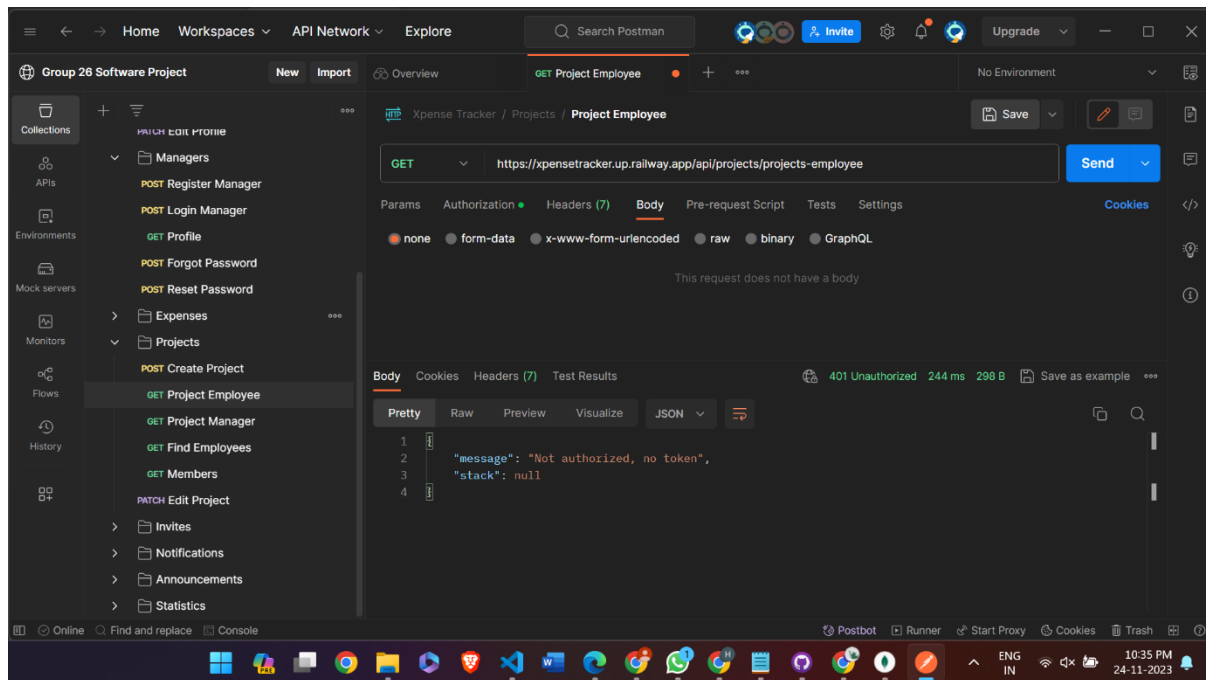 Home Workspaces API Network Explore Search Postman Invite Upgrade
Group 26 Software Project New Import Overview GET Project Employee No Environment
Collections
APIs
Environments
Mock servers
Monitors
Flows
History
PATCH Edit Profile
Managers
POST Register Manager
POST Login Manager
GET Profile
POST Forgot Password
POST Reset Password
Expenses
Projects
POST Create Project
GET Project Employee
GET Project Manager
GET Find Employees
GET Members
PATCH Edit Project
Invites
Notifications
Announcements
Statistics
HTTP Xpense Tracker / Projects / Project Employee Save
GET https://xpensetracker.up.railway.app/api/projects/projects-employee Send
Params Authorization Headers (7) Body Pre-request Script Tests Settings Cookies
none form-data x-www-form-urlencoded raw binary GraphQL
This request does not have a body
Body Cookies Headers (7) Test Results 401 Unauthorized 244 ms 298 B Save as example
Pretty Raw Preview Visualize JSON
1 {
2 "message": "Not authorized, no token",
3 "stack": null
4 }
Online Find and replace Console Postbot Runner Start Proxy Cookies Trash
PRE
ENG
IN
10:35 PM
24-11-2023